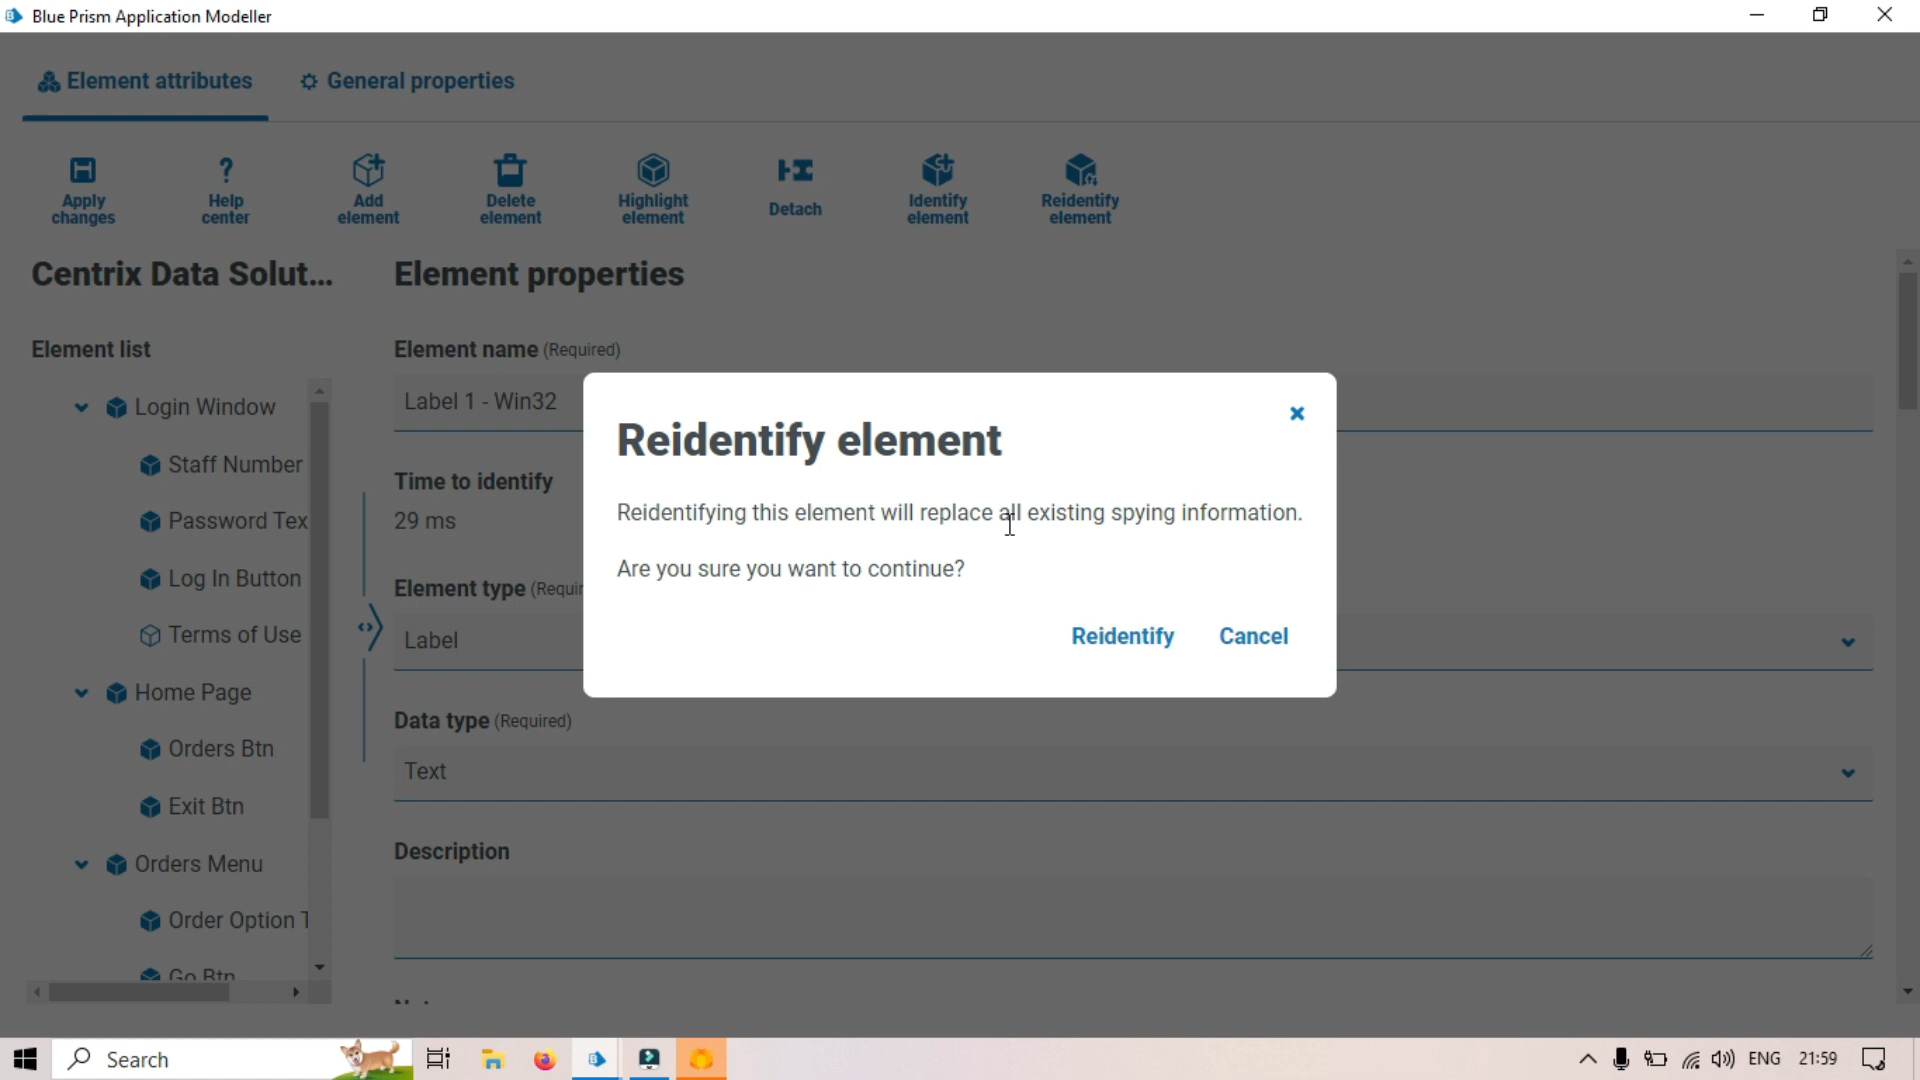 Blue Prism Application Modeller
Element attributes
General properties
Apply changes
Help center
Add element
Delete element
Highlight element
Detach
Identify element
Reidentify element
Centrix Data Solut...
Element properties
Element list
Login Window
Staff Number
Password Tex
Log In Button
Terms of Use
Home Page
Orders Btn
Exit Btn
Orders Menu
Order Option T
Go Btn
Element name (Required)
Label 1 - Win32
Time to identify
29 ms
Element type (Requir
Label
Data type (Required)
Text
Description
Reidentify element
Reidentifying this element will replace all existing spying information.
Are you sure you want to continue?
Reidentify
Cancel
Search
ENG
21:59